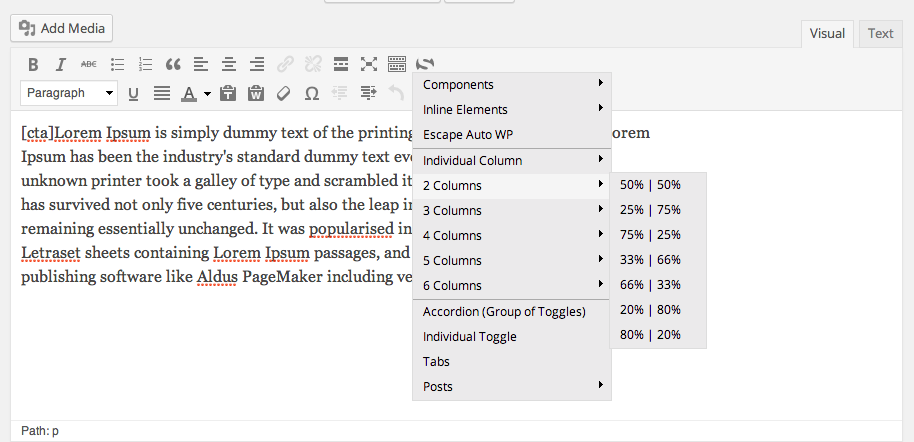 Add Media
Visual
Text
B I ABC
Paragraph U A T W Ω
[cta]Lorem Ipsum is simply dummy text of the printing orem
Ipsum has been the industry's standard dummy text eve
unknown printer took a galley of type and scrambled it
has survived not only five centuries, but also the leap in
remaining essentially unchanged. It was popularised in
Letraset sheets containing Lorem Ipsum passages, and
publishing software like Aldus PageMaker including ve
Components
Inline Elements
Escape Auto WP
Individual Column
2 Columns
3 Columns
4 Columns
5 Columns
6 Columns
Accordion (Group of Toggles)
Individual Toggle
Tabs
Posts
50% | 50%
25% | 75%
75% | 25%
33% | 66%
66% | 33%
20% | 80%
80% | 20%
Path: p